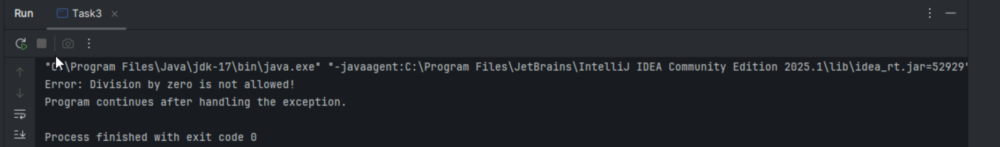 Run Task3
"C:\Program Files\Java\jdk-17\bin\java.exe" "-javaagent:C:\Program Files\JetBrains\IntelliJ IDEA Community Edition 2025.1\lib\idea_rt.jar=52929"
Error: Division by zero is not allowed!
Program continues after handling the exception.
Process finished with exit code 0